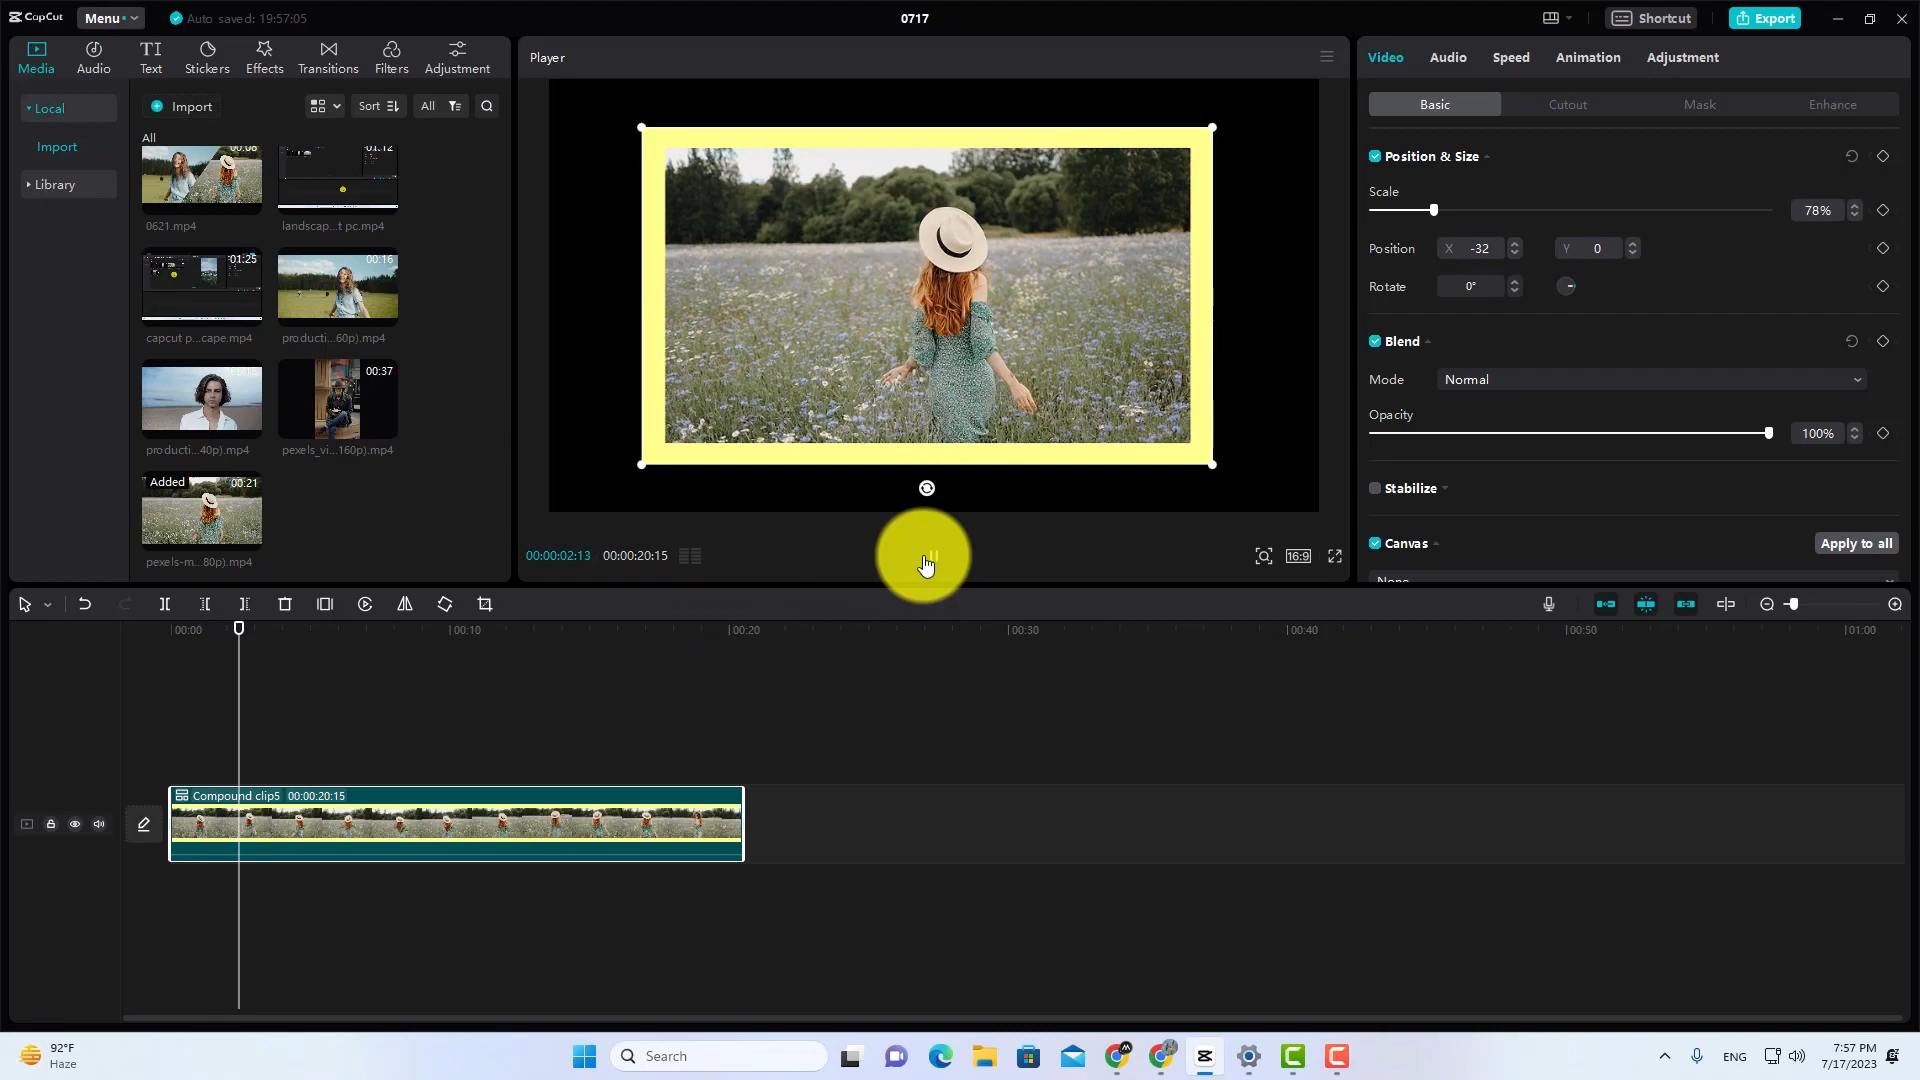 CapCut
Menu
Auto saved: 19:57:05
0717
Shortcut
Export
Media
Audio
Text
Stickers
Effects
Transitions
Filters
Adjustment
Local
Import
Library
Import
Sort
All
All
00:08
01:12
0621.mp4
landscap...t pc.mp4
01:25
00:16
capcut p...cape.mp4
producti...60p).mp4
00:37
producti...40p).mp4
pexels_vi...160p).mp4
Added
00:21
pexels-m...80p).mp4
Player
00:00:02:13
00:00:20:15
16:9
Video
Audio
Speed
Animation
Adjustment
Basic
Cutout
Mask
Enhance
Position & Size
Scale
78%
Position
X -32
Y 0
Rotate
0°
Blend
Mode
Normal
Opacity
100%
Stabilize
Canvas
Apply to all
None
00:00
00:10
00:20
00:30
00:40
00:50
01:00
Compound clip5 00:00:20:15
92°F
Haze
Search
ENG
7:57 PM
7/17/2023